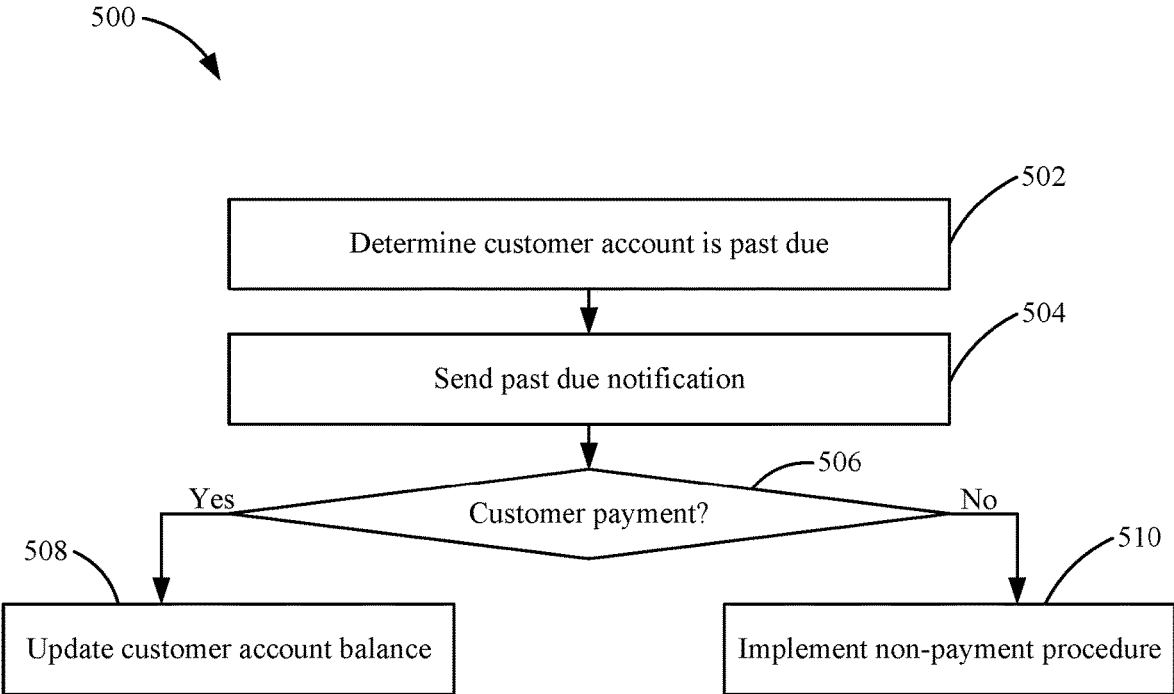 500
502
Determine customer account is past due
504
Send past due notification
506
Yes
Customer payment?
No
508
510
Update customer account balance
Implement non-payment procedure